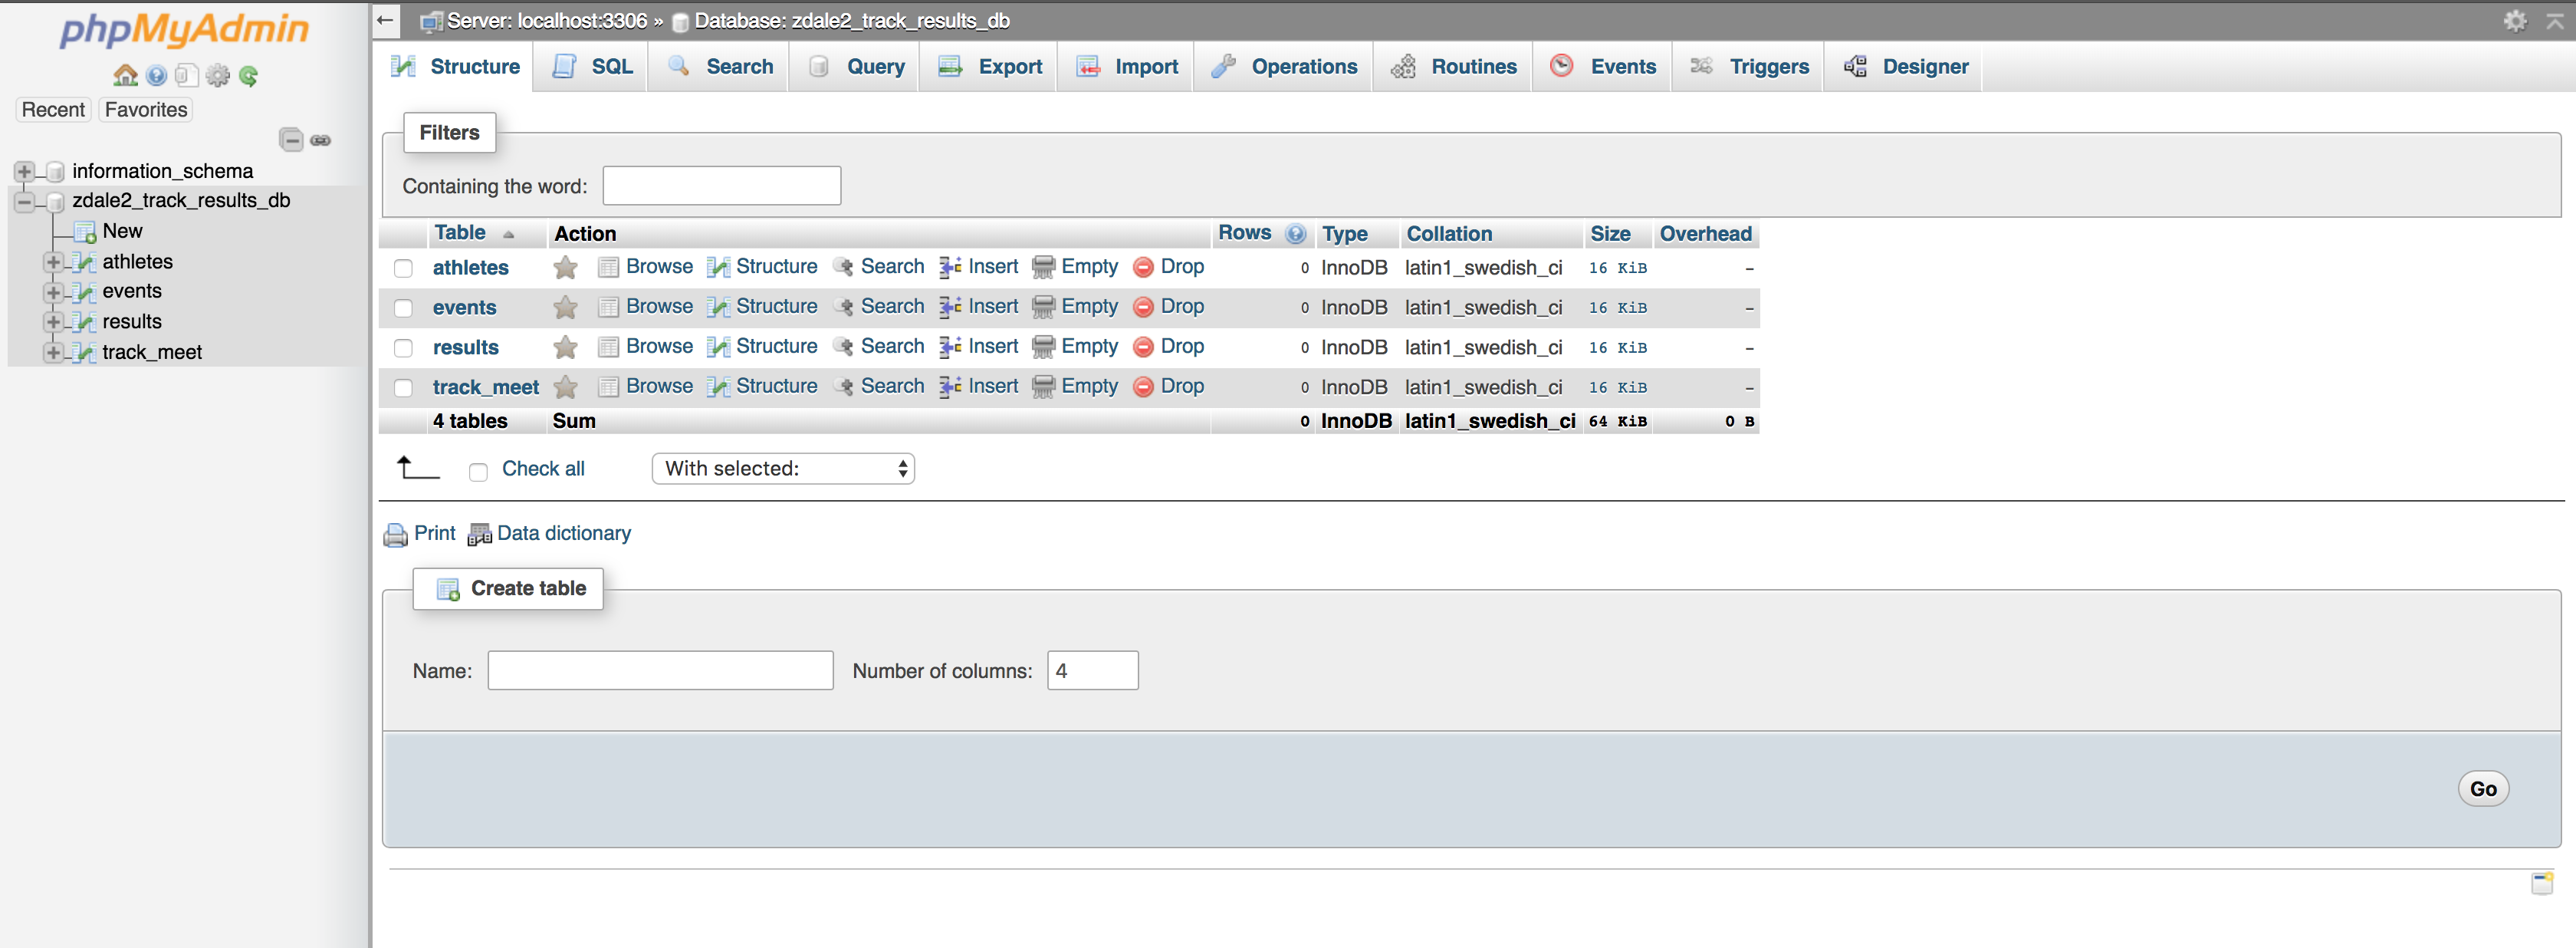 phpMyAdmin
Recent Favorites
information_schema
zdale2_track_results_db
New
athletes
events
results
track_meet
Server: localhost:3306 » Database: zdale2_track_results_db
Structure SQL Search Query Export Import Operations Routines Events Triggers Designer
Filters
Containing the word:
Table Action Rows Type Collation Size Overhead
athletes Browse Structure Search Insert Empty Drop 0 InnoDB latin1_swedish_ci 16 KiB –
events Browse Structure Search Insert Empty Drop 0 InnoDB latin1_swedish_ci 16 KiB –
results Browse Structure Search Insert Empty Drop 0 InnoDB latin1_swedish_ci 16 KiB –
track_meet Browse Structure Search Insert Empty Drop 0 InnoDB latin1_swedish_ci 16 KiB –
4 tables Sum 0 InnoDB latin1_swedish_ci 64 KiB 0 B
Check all With selected:
Print Data dictionary
Create table
Name: Number of columns: 4
Go